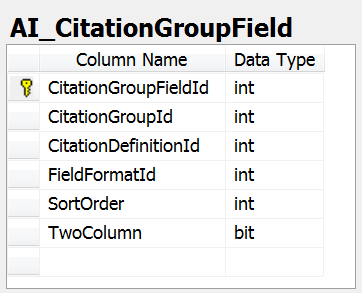 AI_CitationGroupField
Column Name Data Type
CitationGroupFieldId int
CitationGroupId int
CitationDefinitionId int
FieldFormatId int
SortOrder int
TwoColumn bit